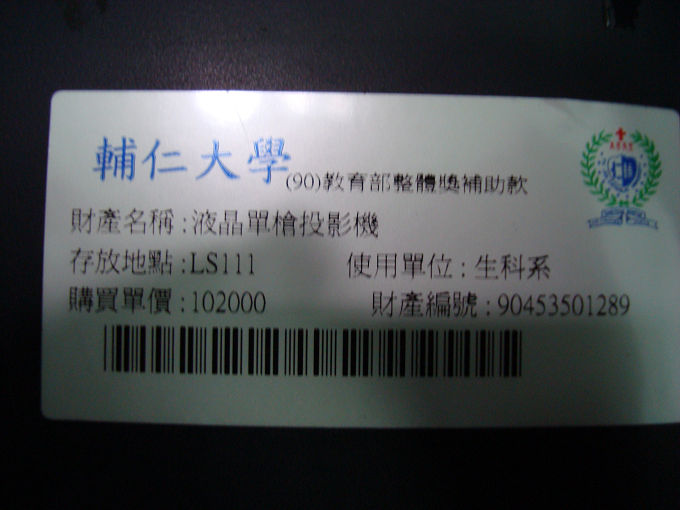 輔仁大學 (90)教育部整體獎補助款
財產名稱:液晶單槍投影機
存放地點:LS111 使用單位:生科系
購買單價:102000 財產編號:90453501289